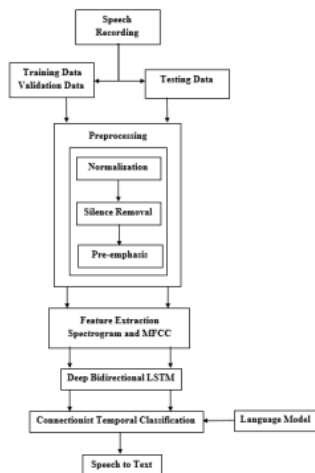 Speech
Recording
Training Data
Validation Data
Testing Data
Preprocessing
Normalization
Silence Removal
Pre-emphasis
Feature Extraction
Spectrogram and MFCC
Deep Bidirectional LSTM
Connectionist Temporal Classification
Language Model
Speech to Text